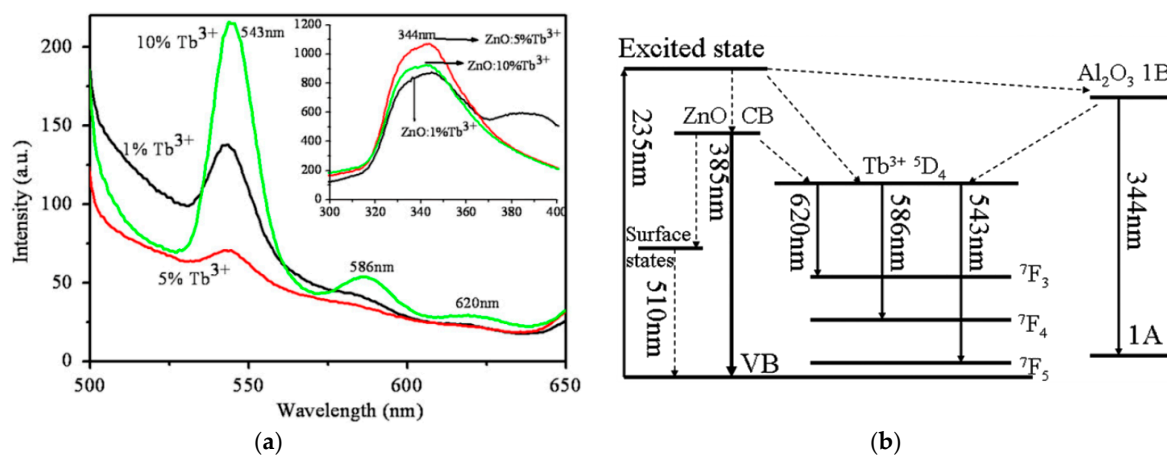 10% Tb3+
543nm
1% Tb3+
5% Tb3+
586nm
620nm
200
150
100
50
0
500
550
600
650
Intensity (a.u.)
Wavelength (nm)
1200
1000
800
600
400
200
0
300
320
340
360
380
400
344nm
ZnO:5%Tb3+
ZnO:10%Tb3+
ZnO:1%Tb3+
(a)
Excited state
235nm
ZnO CB
385nm
Surface
states
510nm
VB
Tb3+ 5D4
620nm
586nm
543nm
7F3
7F4
7F5
Al2O3 1B
344nm
1A
(b)